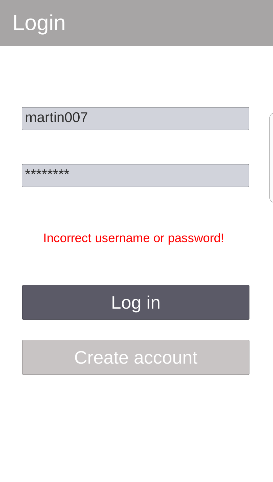 Login
martin007
********
Incorrect username or password!
Log in
Create account